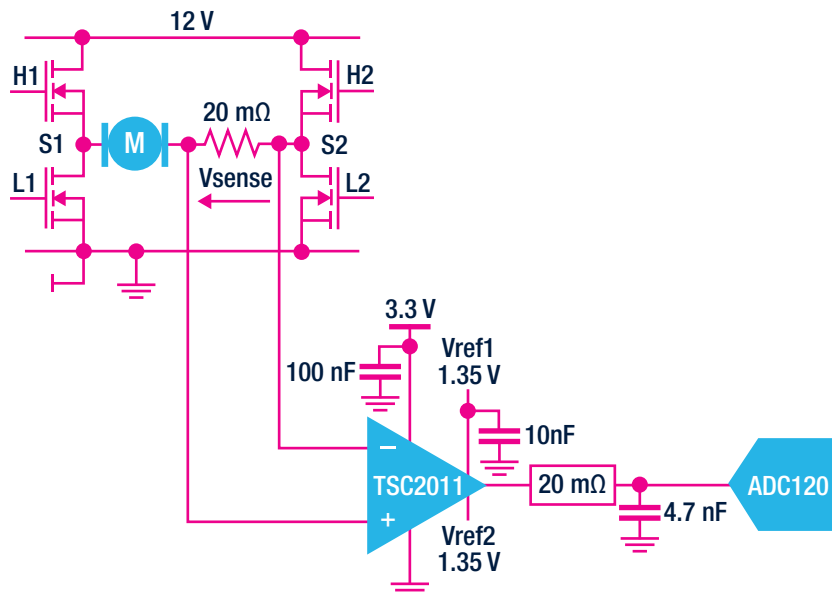 12 V
H1
H2
20 mΩ
S1
M
S2
L1
Vsense
L2
3.3 V
100 nF
Vref1
1.35 V
10nF
−
TSC2011
+
20 mΩ
ADC120
4.7 nF
Vref2
1.35 V